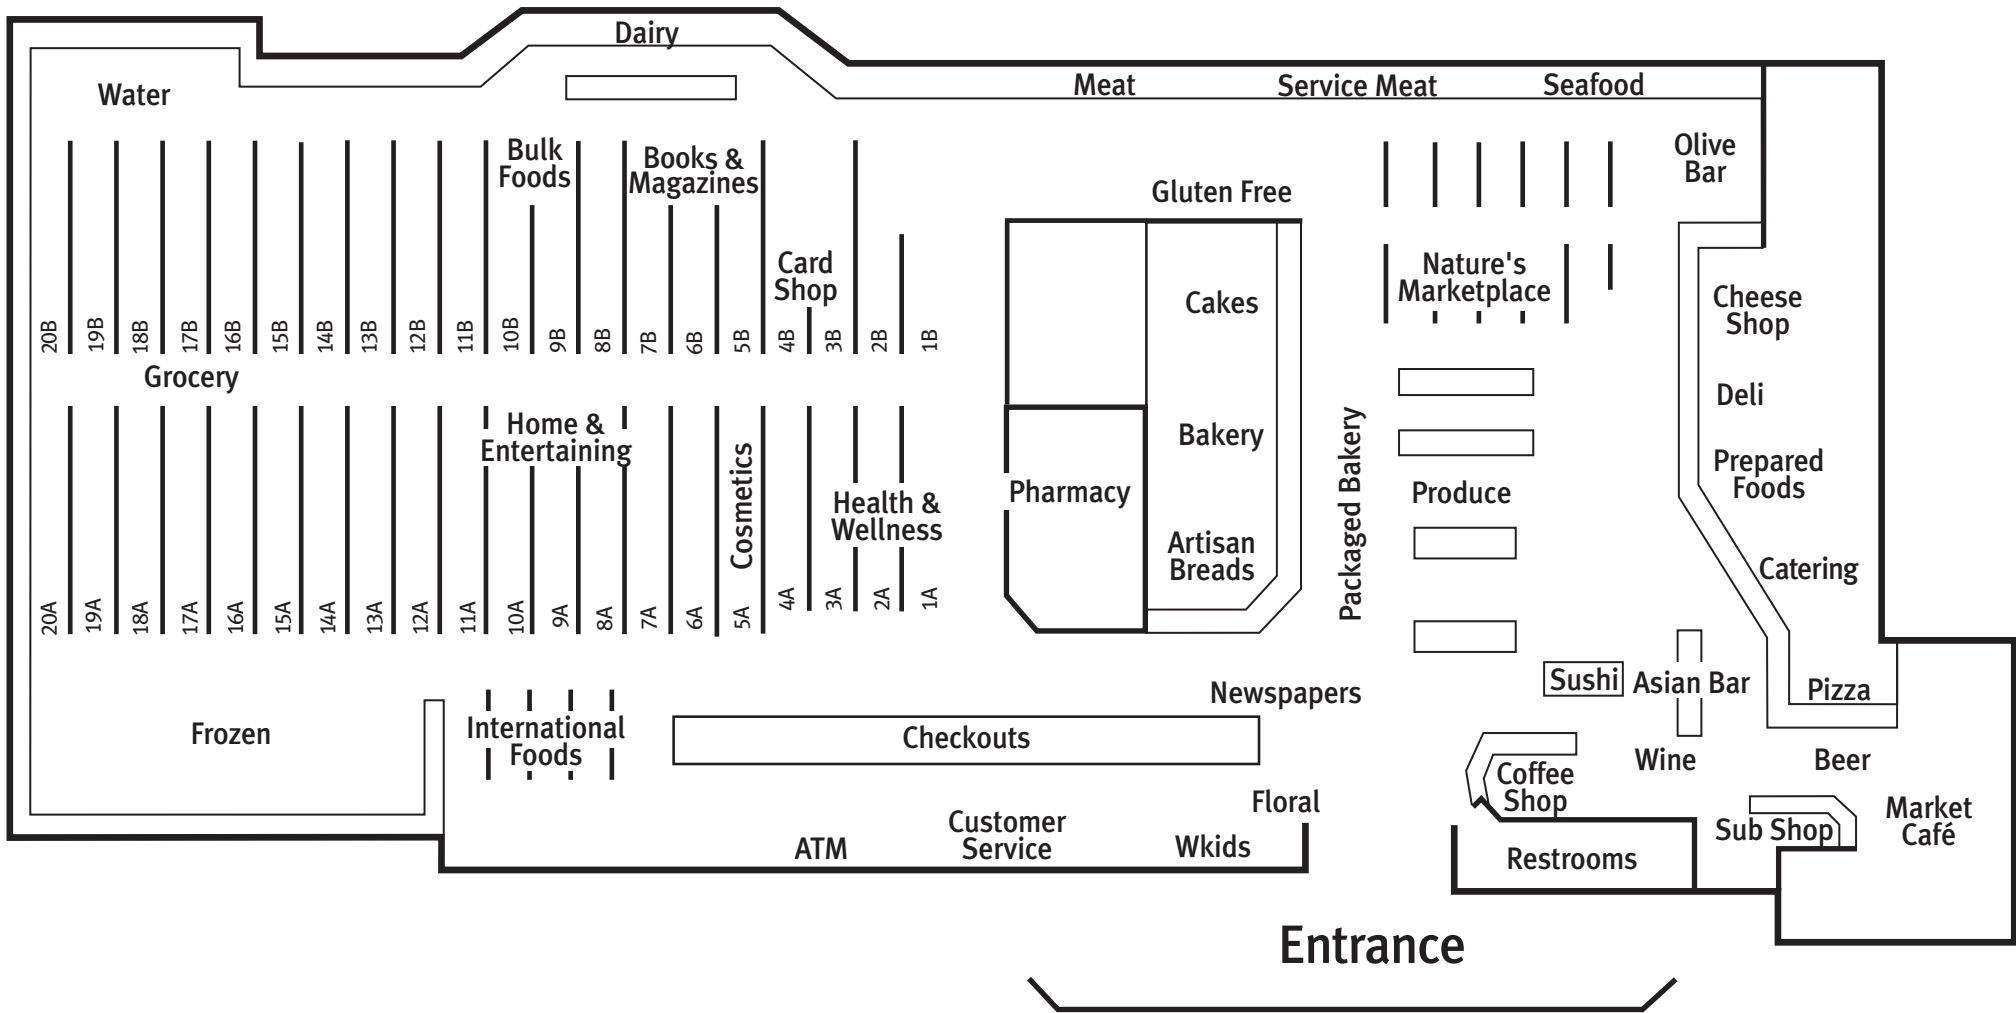 Dairy
Water
Meat
Service Meat
Seafood
Bulk
Foods
Books &
Magazines
Olive
Bar
Gluten Free
Card
Shop
Nature's
Marketplace
Cakes
Cheese
Shop
20B
19B
18B
17B
16B
15B
14B
13B
12B
11B
10B
9B
8B
7B
6B
5B
4B
3B
2B
1B
Grocery
Deli
Home &
Entertaining
Bakery
Packaged Bakery
Prepared
Foods
Cosmetics
Health &
Wellness
Pharmacy
Produce
Artisan
Breads
Catering
20A
19A
18A
17A
16A
15A
14A
13A
12A
11A
10A
9A
8A
7A
6A
5A
4A
3A
2A
1A
Newspapers
Sushi
Asian Bar
Pizza
Frozen
International
Foods
Checkouts
Wine
Beer
Coffee
Shop
Floral
Market
Café
Sub Shop
ATM
Customer
Service
Wkids
Restrooms
Entrance